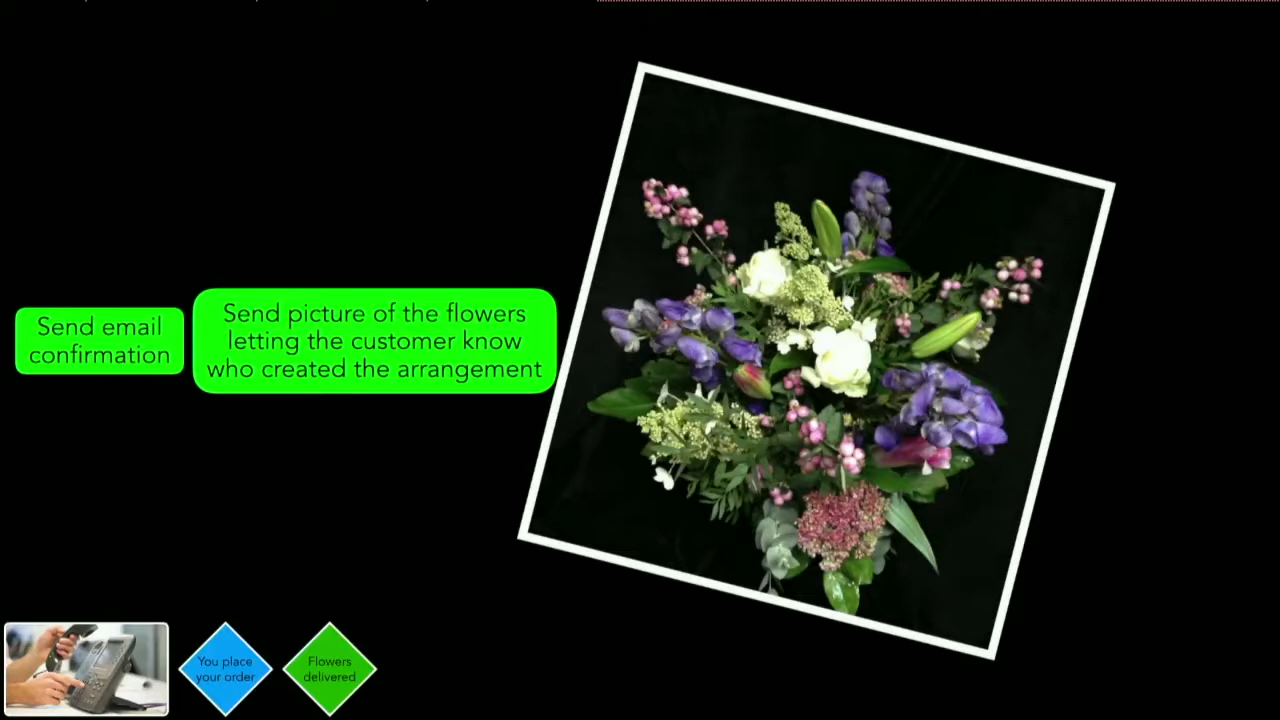 Send email
confirmation
Send picture of the flowers
letting the customer know
who created the arrangement
You place
your order
Flowers
delivered